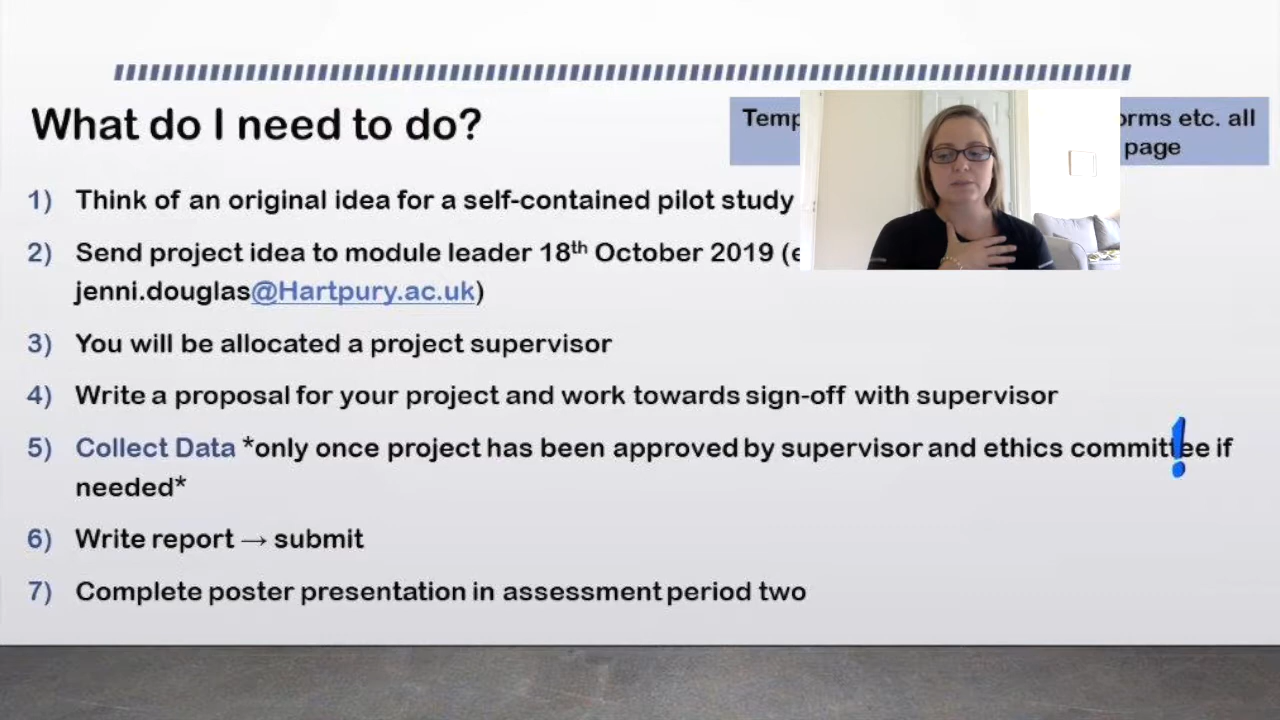 What do I need to do?
Temp
orms etc. all
page
1) Think of an original idea for a self-contained pilot study
2) Send project idea to module leader 18th October 2019 (e
jenni.douglas@Hartpury.ac.uk)
3) You will be allocated a project supervisor
4) Write a proposal for your project and work towards sign-off with supervisor
5) Collect Data *only once project has been approved by supervisor and ethics committee if
needed*
!
6) Write report → submit
7) Complete poster presentation in assessment period two